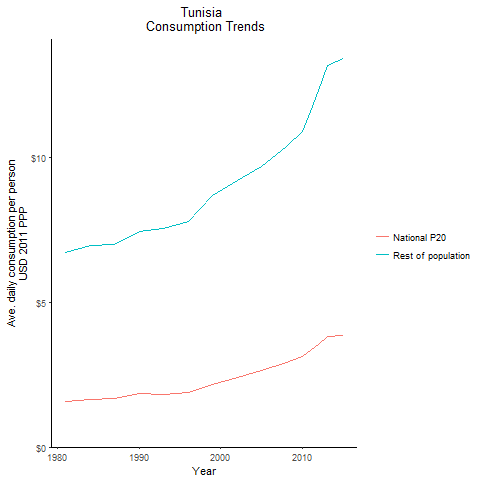 Tunisia
Consumption Trends
Ave. daily consumption per person
USD 2011 PPP
$10
$5
$0
1980 1990 2000 2010
Year
National P20
Rest of population